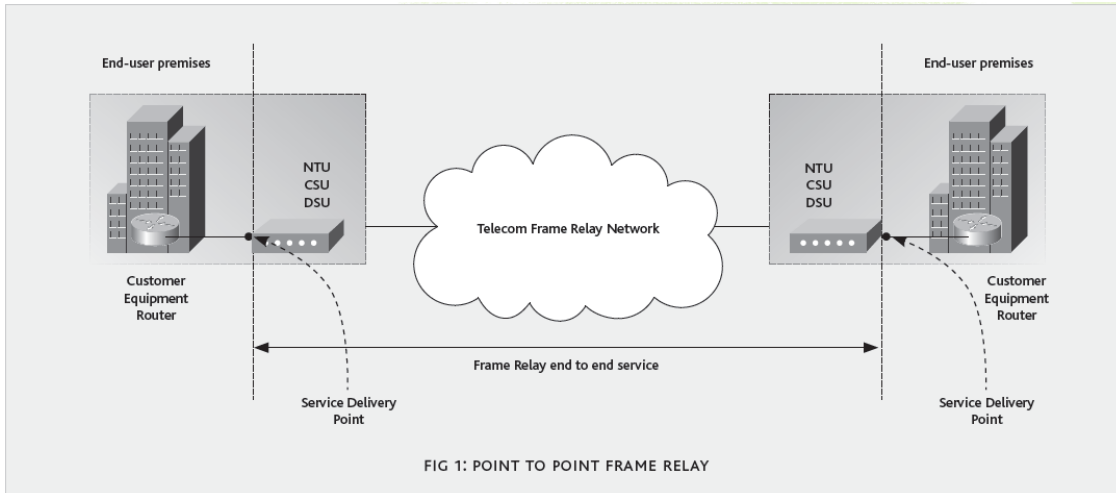 End-user premises
End-user premises
NTU
CSU
DSU
NTU
CSU
DSU
Telecom Frame Relay Network
Customer
Equipment
Router
Customer
Equipment
Router
Frame Relay end to end service
Service Delivery
Point
Service Delivery
Point
FIG 1: POINT TO POINT FRAME RELAY